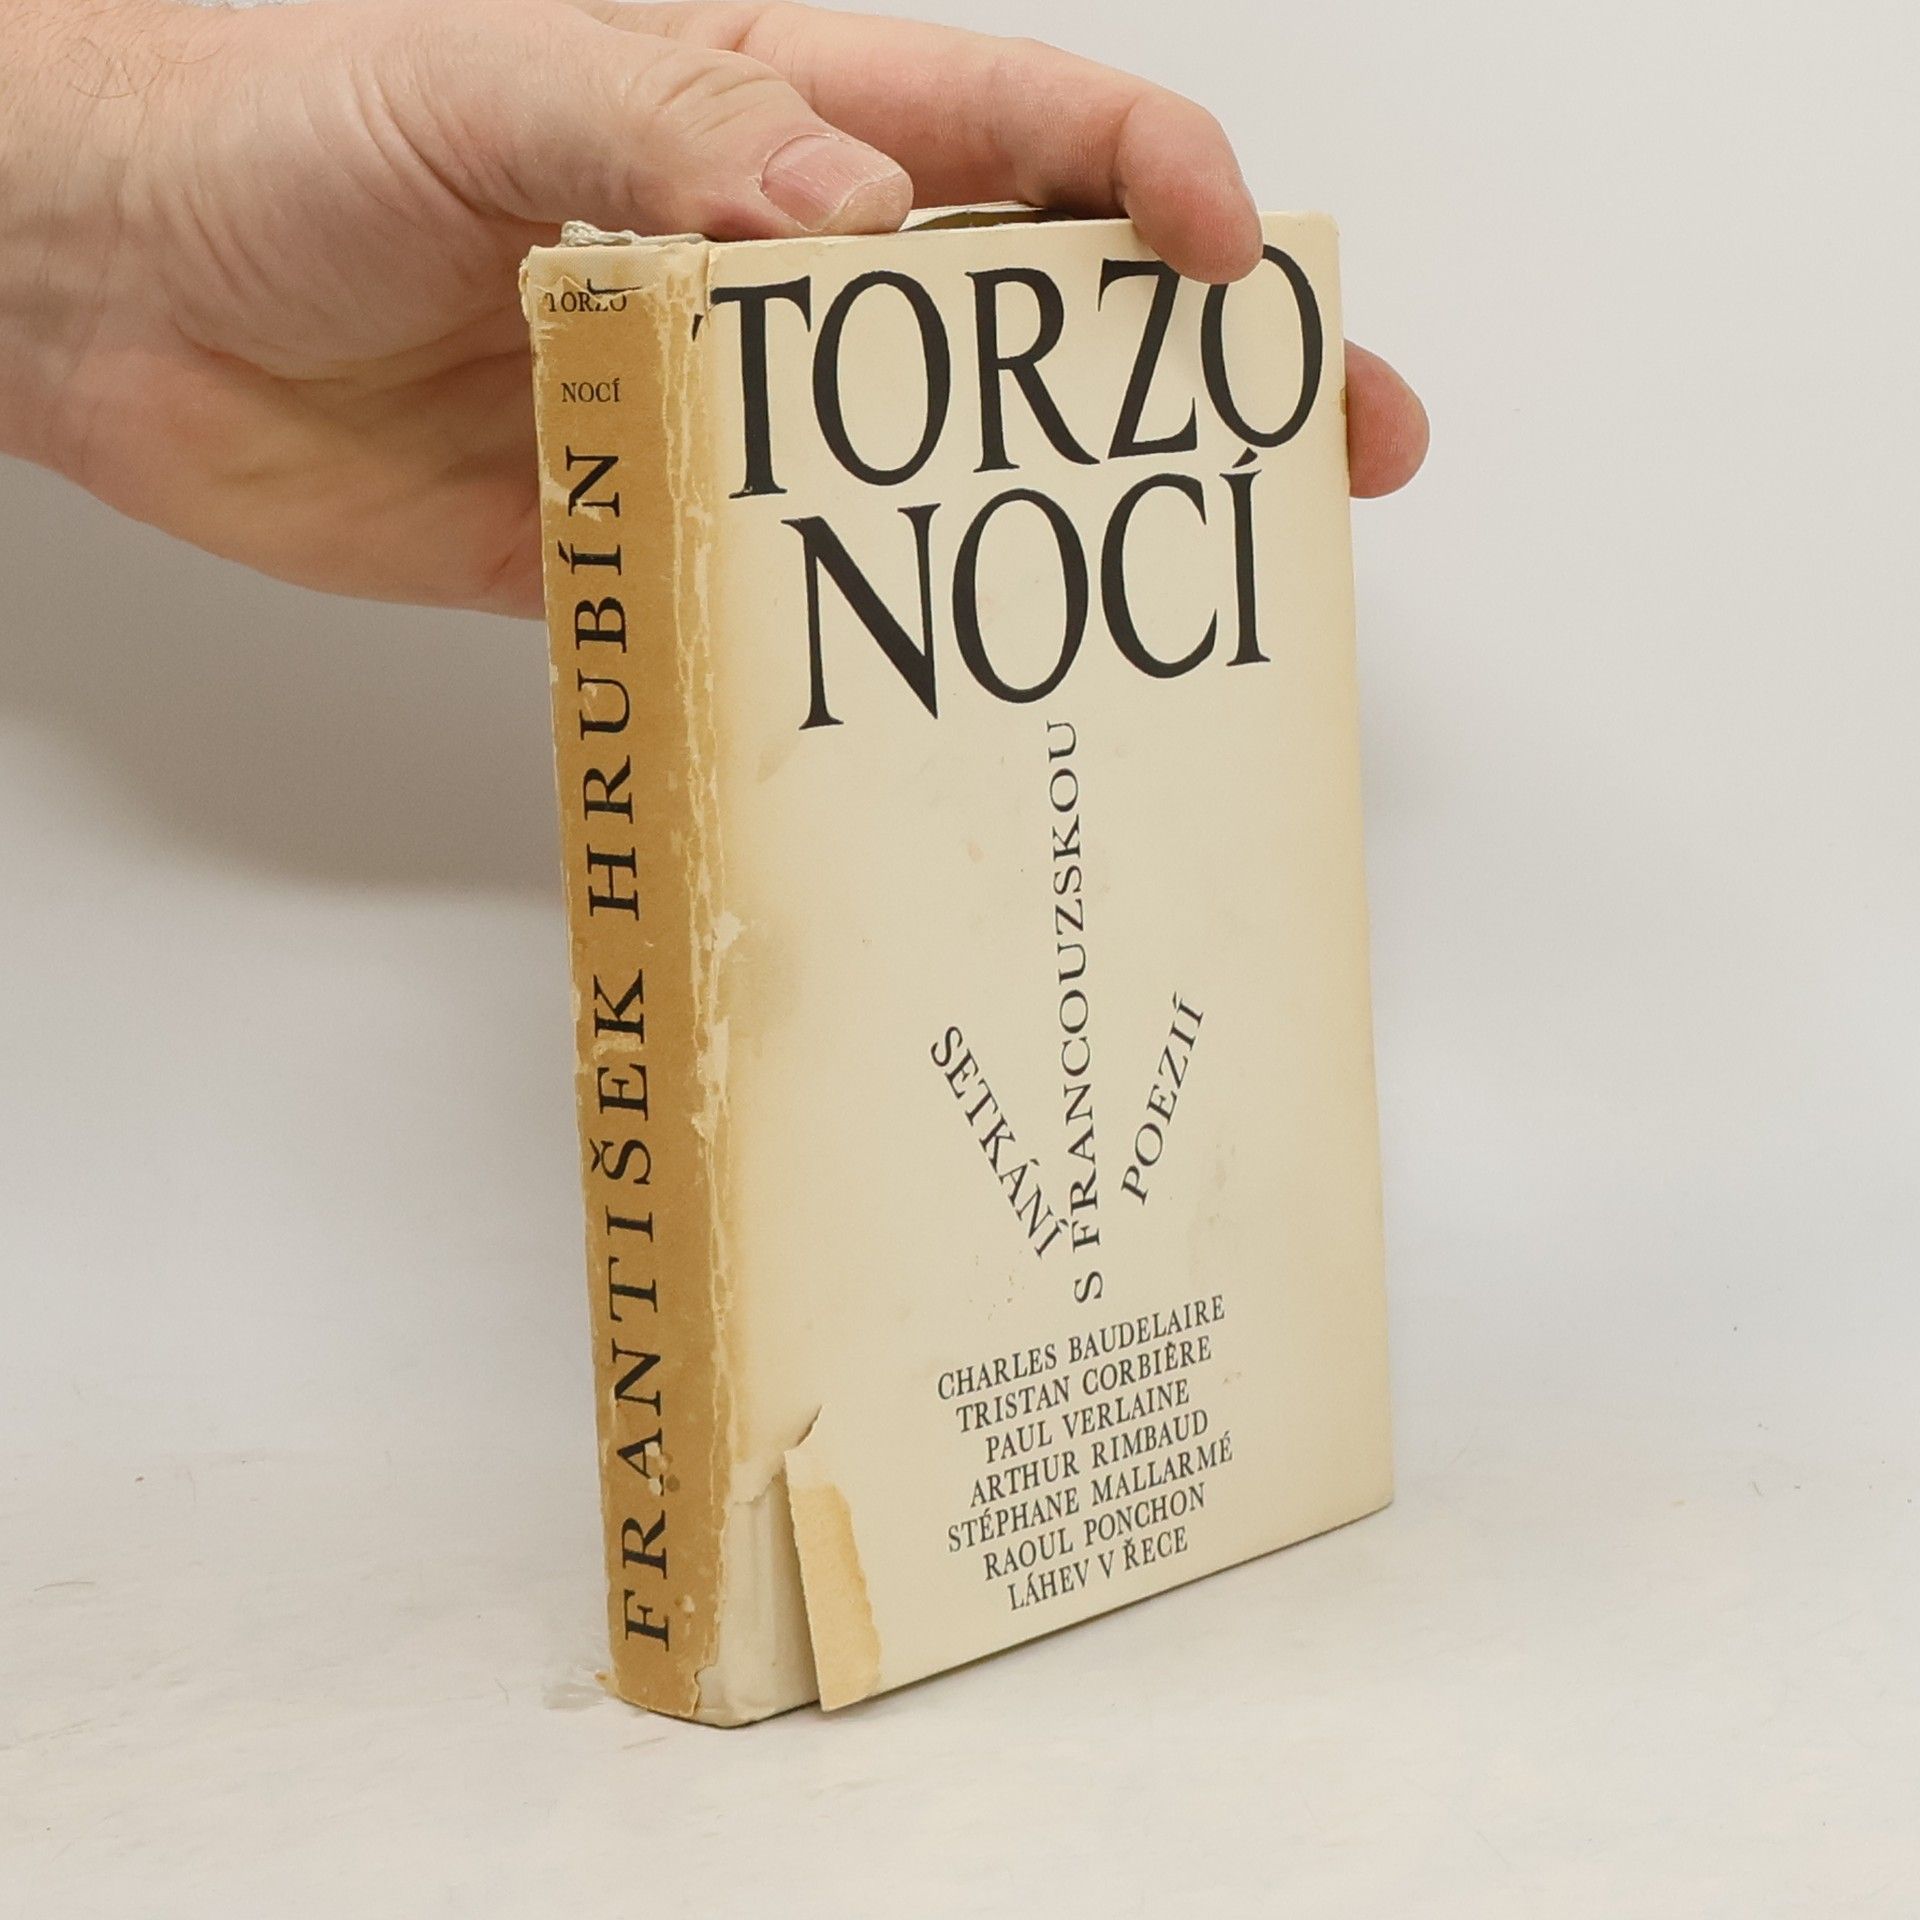 TORZO
NOCÍ
FRANTIŠEK HRUBÍN
TORZO
NOCÍ
SETKÁNÍ
S FRANCOUZSKOU
POEZIÍ
CHARLES BAUDELAIRE
TRISTAN CORBIÈRE
PAUL VERLAINE
ARTHUR RIMBAUD
STÉPHANE MALLARMÉ
RAOUL PONCHON
LÁHEV V ŘECE